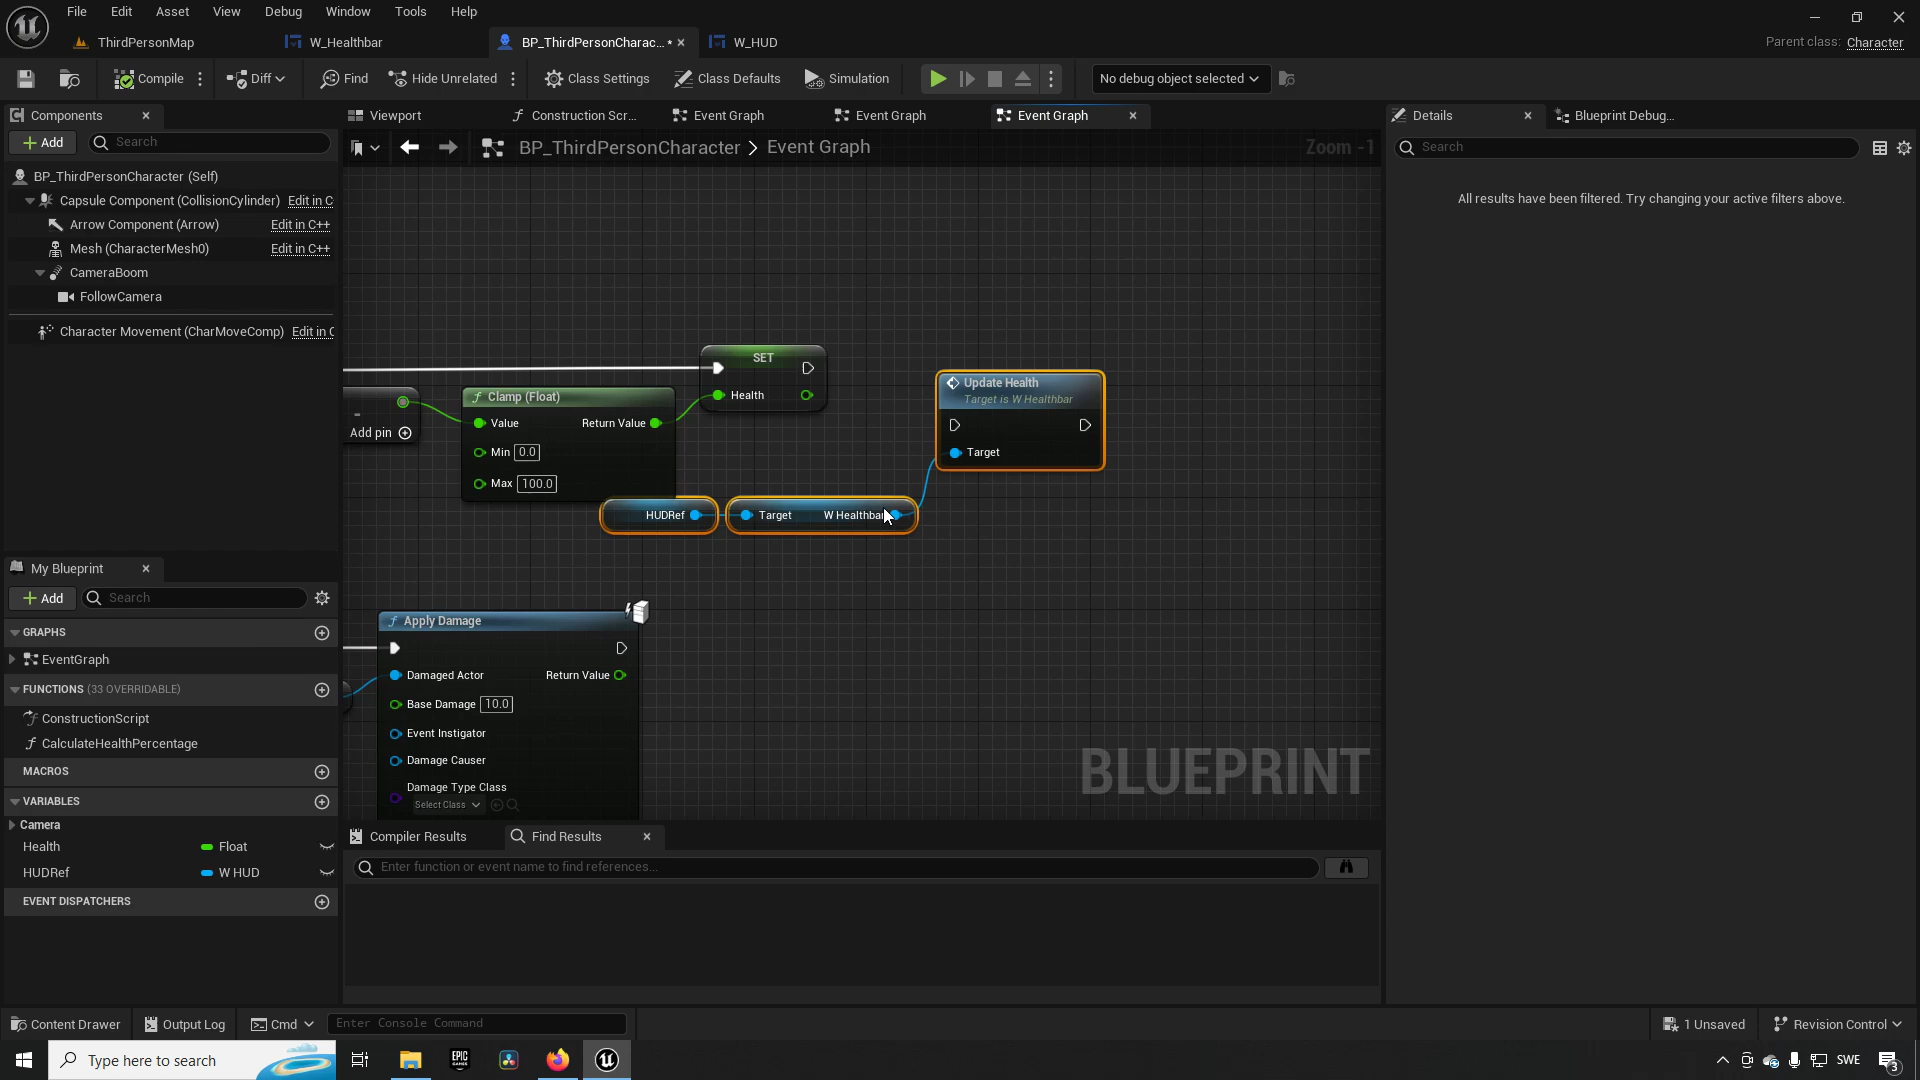 File Edit Asset View Debug Window Tools Help
ThirdPersonMap W_Healthbar BP_ThirdPersonCharac... * W_HUD
Parent class: Character
Compile Diff Find Hide Unrelated Class Settings Class Defaults Simulation No debug object selected
Components
Add Search
BP_ThirdPersonCharacter (Self)
Capsule Component (CollisionCylinder) Edit in C
Arrow Component (Arrow) Edit in C++
Mesh (CharacterMesh0) Edit in C++
CameraBoom
FollowCamera
Character Movement (CharMoveComp) Edit in C
My Blueprint
Add Search
GRAPHS
EventGraph
FUNCTIONS (33 OVERRIDABLE)
ConstructionScript
CalculateHealthPercentage
MACROS
VARIABLES
Camera
Health Float
HUDRef W HUD
EVENT DISPATCHERS
Viewport Construction Scr... Event Graph Event Graph Event Graph
BP_ThirdPersonCharacter > Event Graph
Zoom -1
SET
Health
Clamp (Float)
Value Return Value
Min 0.0
Max 100.0
-
Add pin
Update Health
Target is W Healthbar
Target
HUDRef
Target W Healthbar
Apply Damage
Damaged Actor Return Value
Base Damage 10.0
Event Instigator
Damage Causer
Damage Type Class
Select Class
BLUEPRINT
Compiler Results Find Results
Enter function or event name to find references...
Details Blueprint Debug...
Search
All results have been filtered. Try changing your active filters above.
Content Drawer Output Log Cmd Enter Console Command 1 Unsaved Revision Control
Type here to search
EPIC GAMES
SWE
3